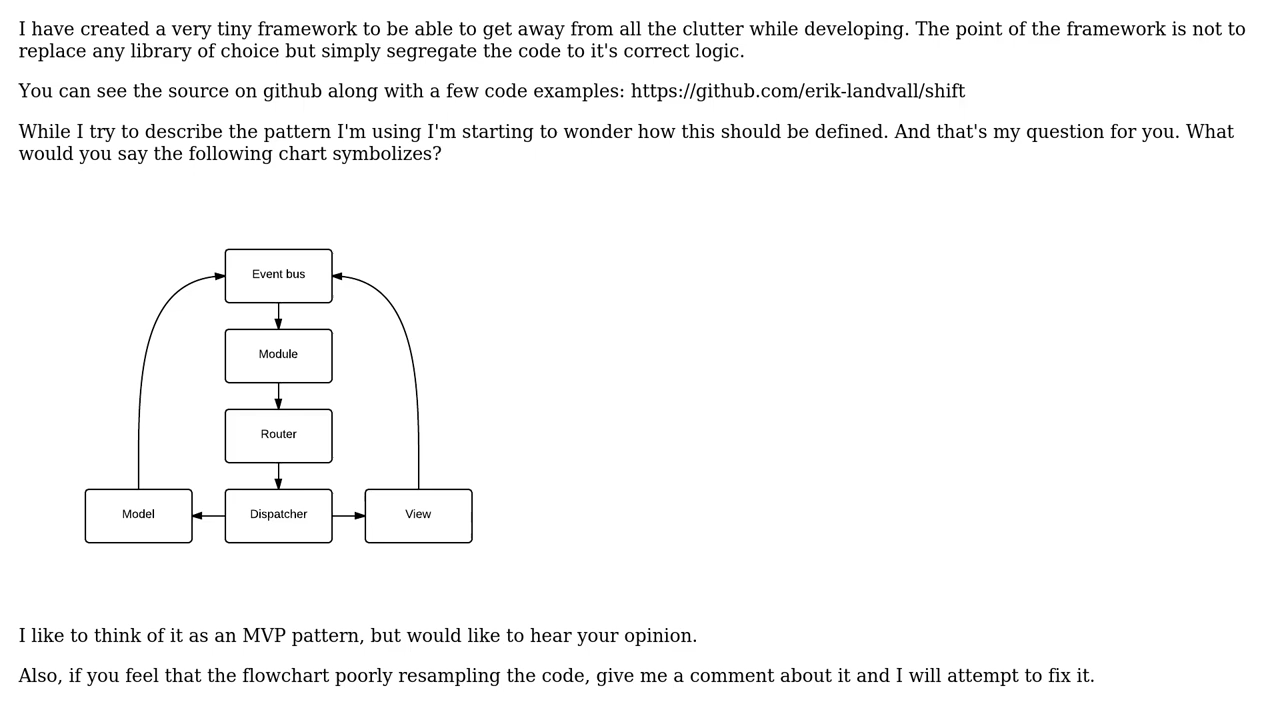 I have created a very tiny framework to be able to get away from all the clutter while developing. The point of the framework is not to
replace any library of choice but simply segregate the code to it's correct logic.
You can see the source on github along with a few code examples: https://github.com/erik-landvall/shift
While I try to describe the pattern I'm using I'm starting to wonder how this should be defined. And that's my question for you. What
would you say the following chart symbolizes?
Event bus
Module
Router
Model
Dispatcher
View
I like to think of it as an MVP pattern, but would like to hear your opinion.
Also, if you feel that the flowchart poorly resampling the code, give me a comment about it and I will attempt to fix it.